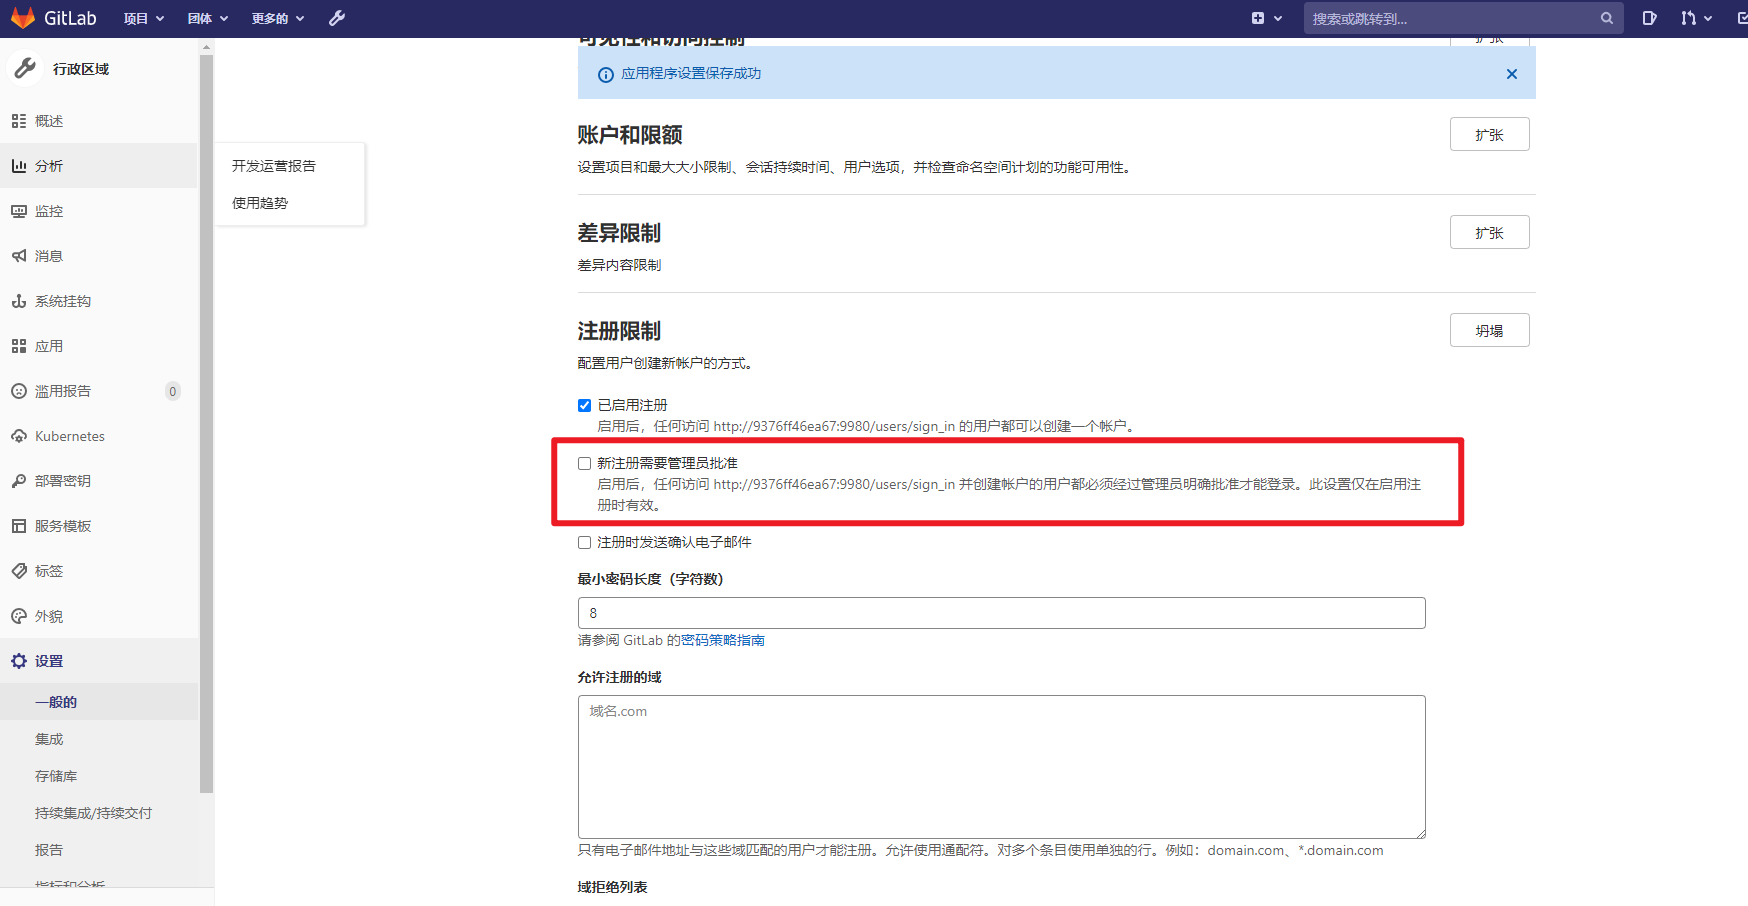 GitLab 项目 团体 更多的 搜索或跳转到...
行政区域
概述
分析
开发运营报告
使用趋势
监控
消息
系统挂钩
应用
滥用报告 0
Kubernetes
部署密钥
服务模板
标签
外貌
设置
一般的
集成
存储库
持续集成/持续交付
报告
指标和分析
可见性和访问控制 扩张
应用程序设置保存成功
账户和限额 扩张
设置项目和最大大小限制、会话持续时间、用户选项，并检查命名空间计划的功能可用性。
差异限制 扩张
差异内容限制
注册限制 坍塌
配置用户创建新帐户的方式。
已启用注册
启用后，任何访问 http://9376ff46ea67:9980/users/sign_in 的用户都可以创建一个帐户。
新注册需要管理员批准
启用后，任何访问 http://9376ff46ea67:9980/users/sign_in 并创建帐户的用户都必须经过管理员明确批准才能登录。此设置仅在启用注
册时有效。
注册时发送确认电子邮件
最小密码长度（字符数）
8
请参阅 GitLab 的密码策略指南
允许注册的域
域名.com
只有电子邮件地址与这些域匹配的用户才能注册。允许使用通配符。对多个条目使用单独的行。例如：domain.com、*.domain.com
域拒绝列表